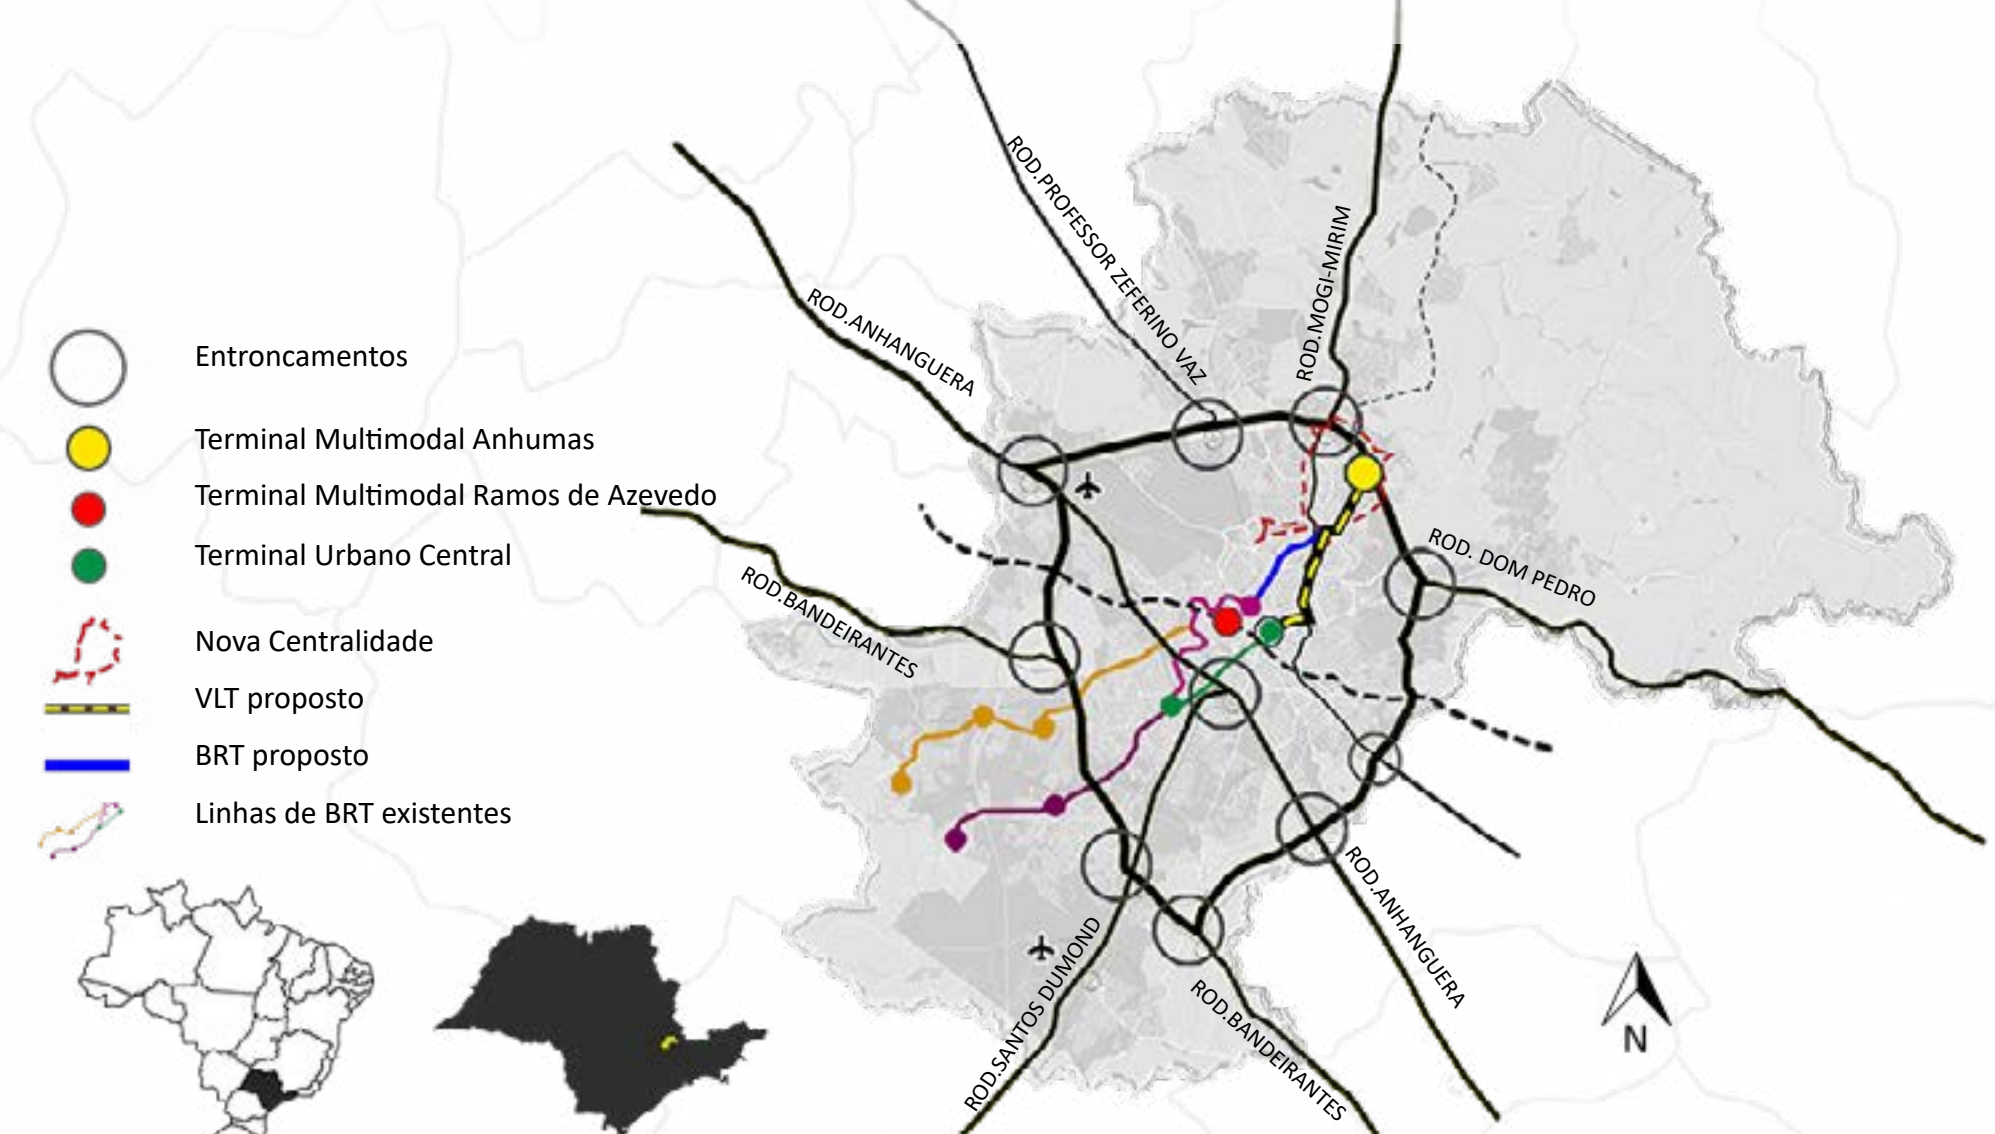 ROD.PROFESSOR ZEFERINO VAZ
ROD.MOGI-MIRIM
ROD.ANHANGUERA
Entroncamentos
Terminal Multimodal Anhumas
Terminal Multimodal Ramos de Azevedo
Terminal Urbano Central
ROD. DOM PEDRO
ROD.BANDEIRANTES
Nova Centralidade
VLT proposto
BRT proposto
Linhas de BRT existentes
ROD.ANHANGUERA
ROD.SANTOS DUMOND
ROD.BANDEIRANTES
N